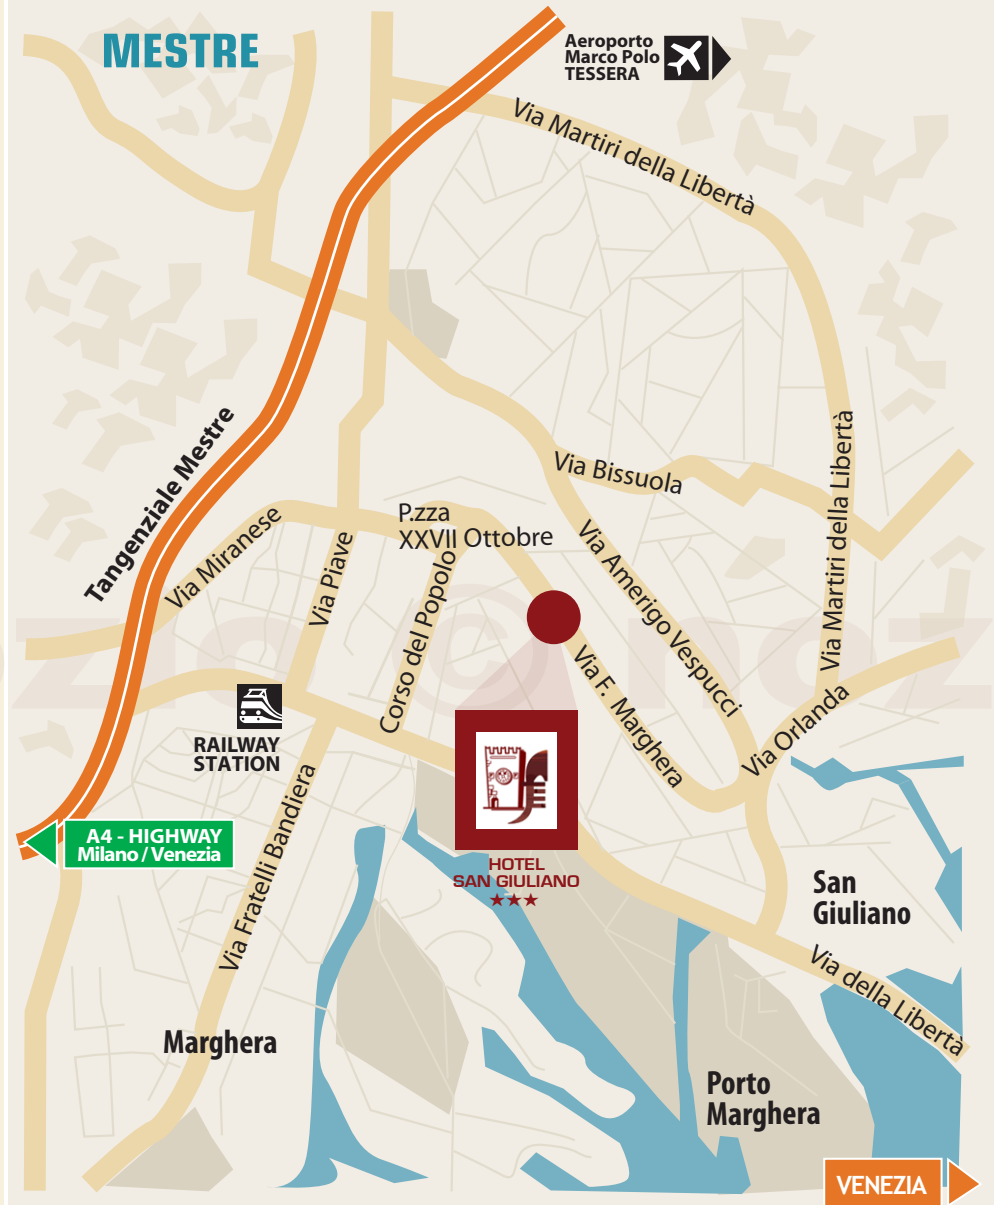 MESTRE
Aeroporto
Marco Polo
TESSERA
Via Martiri della Libertà
Tangenziale Mestre
Via Bissuola
Via Martiri della Libertà
P.zza
XXVII Ottobre
Via Miranese
Via Piave
Corso del Popolo
Via Amerigo Vespucci
Via F. Marghera
Via Orlanda
RAILWAY
STATION
A4 - HIGHWAY
Milano / Venezia
Via Fratelli Bandiera
HOTEL
SAN GIULIANO
★★★
San
Giuliano
Via della Libertà
Marghera
Porto
Marghera
VENEZIA